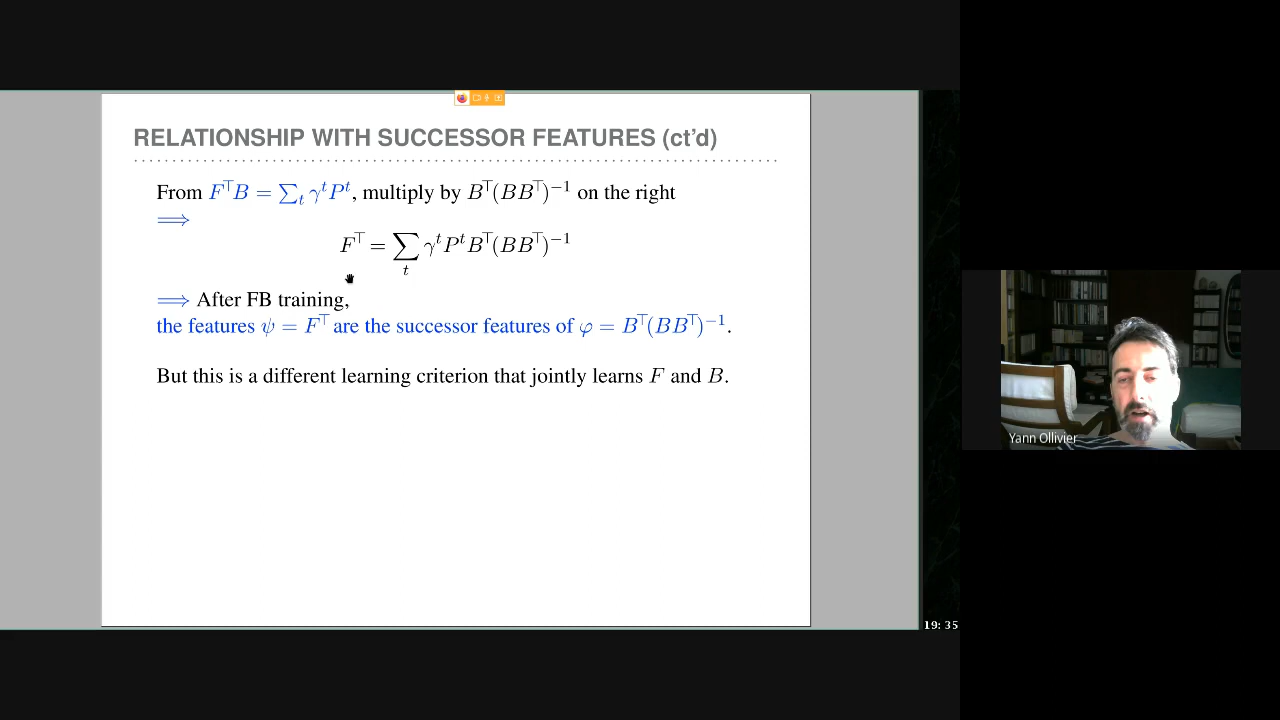 RELATIONSHIP WITH SUCCESSOR FEATURES (ct'd)
From F⊤B = ∑ₜ γᵗPᵗ, multiply by B⊤(BB⊤)⁻¹ on the right
⟹
F⊤ = ∑ₜ γᵗPᵗB⊤(BB⊤)⁻¹
⟹ After FB training,
the features ψ = F⊤ are the successor features of φ = B⊤(BB⊤)⁻¹.
But this is a different learning criterion that jointly learns F and B.
Yann Ollivier
19: 35